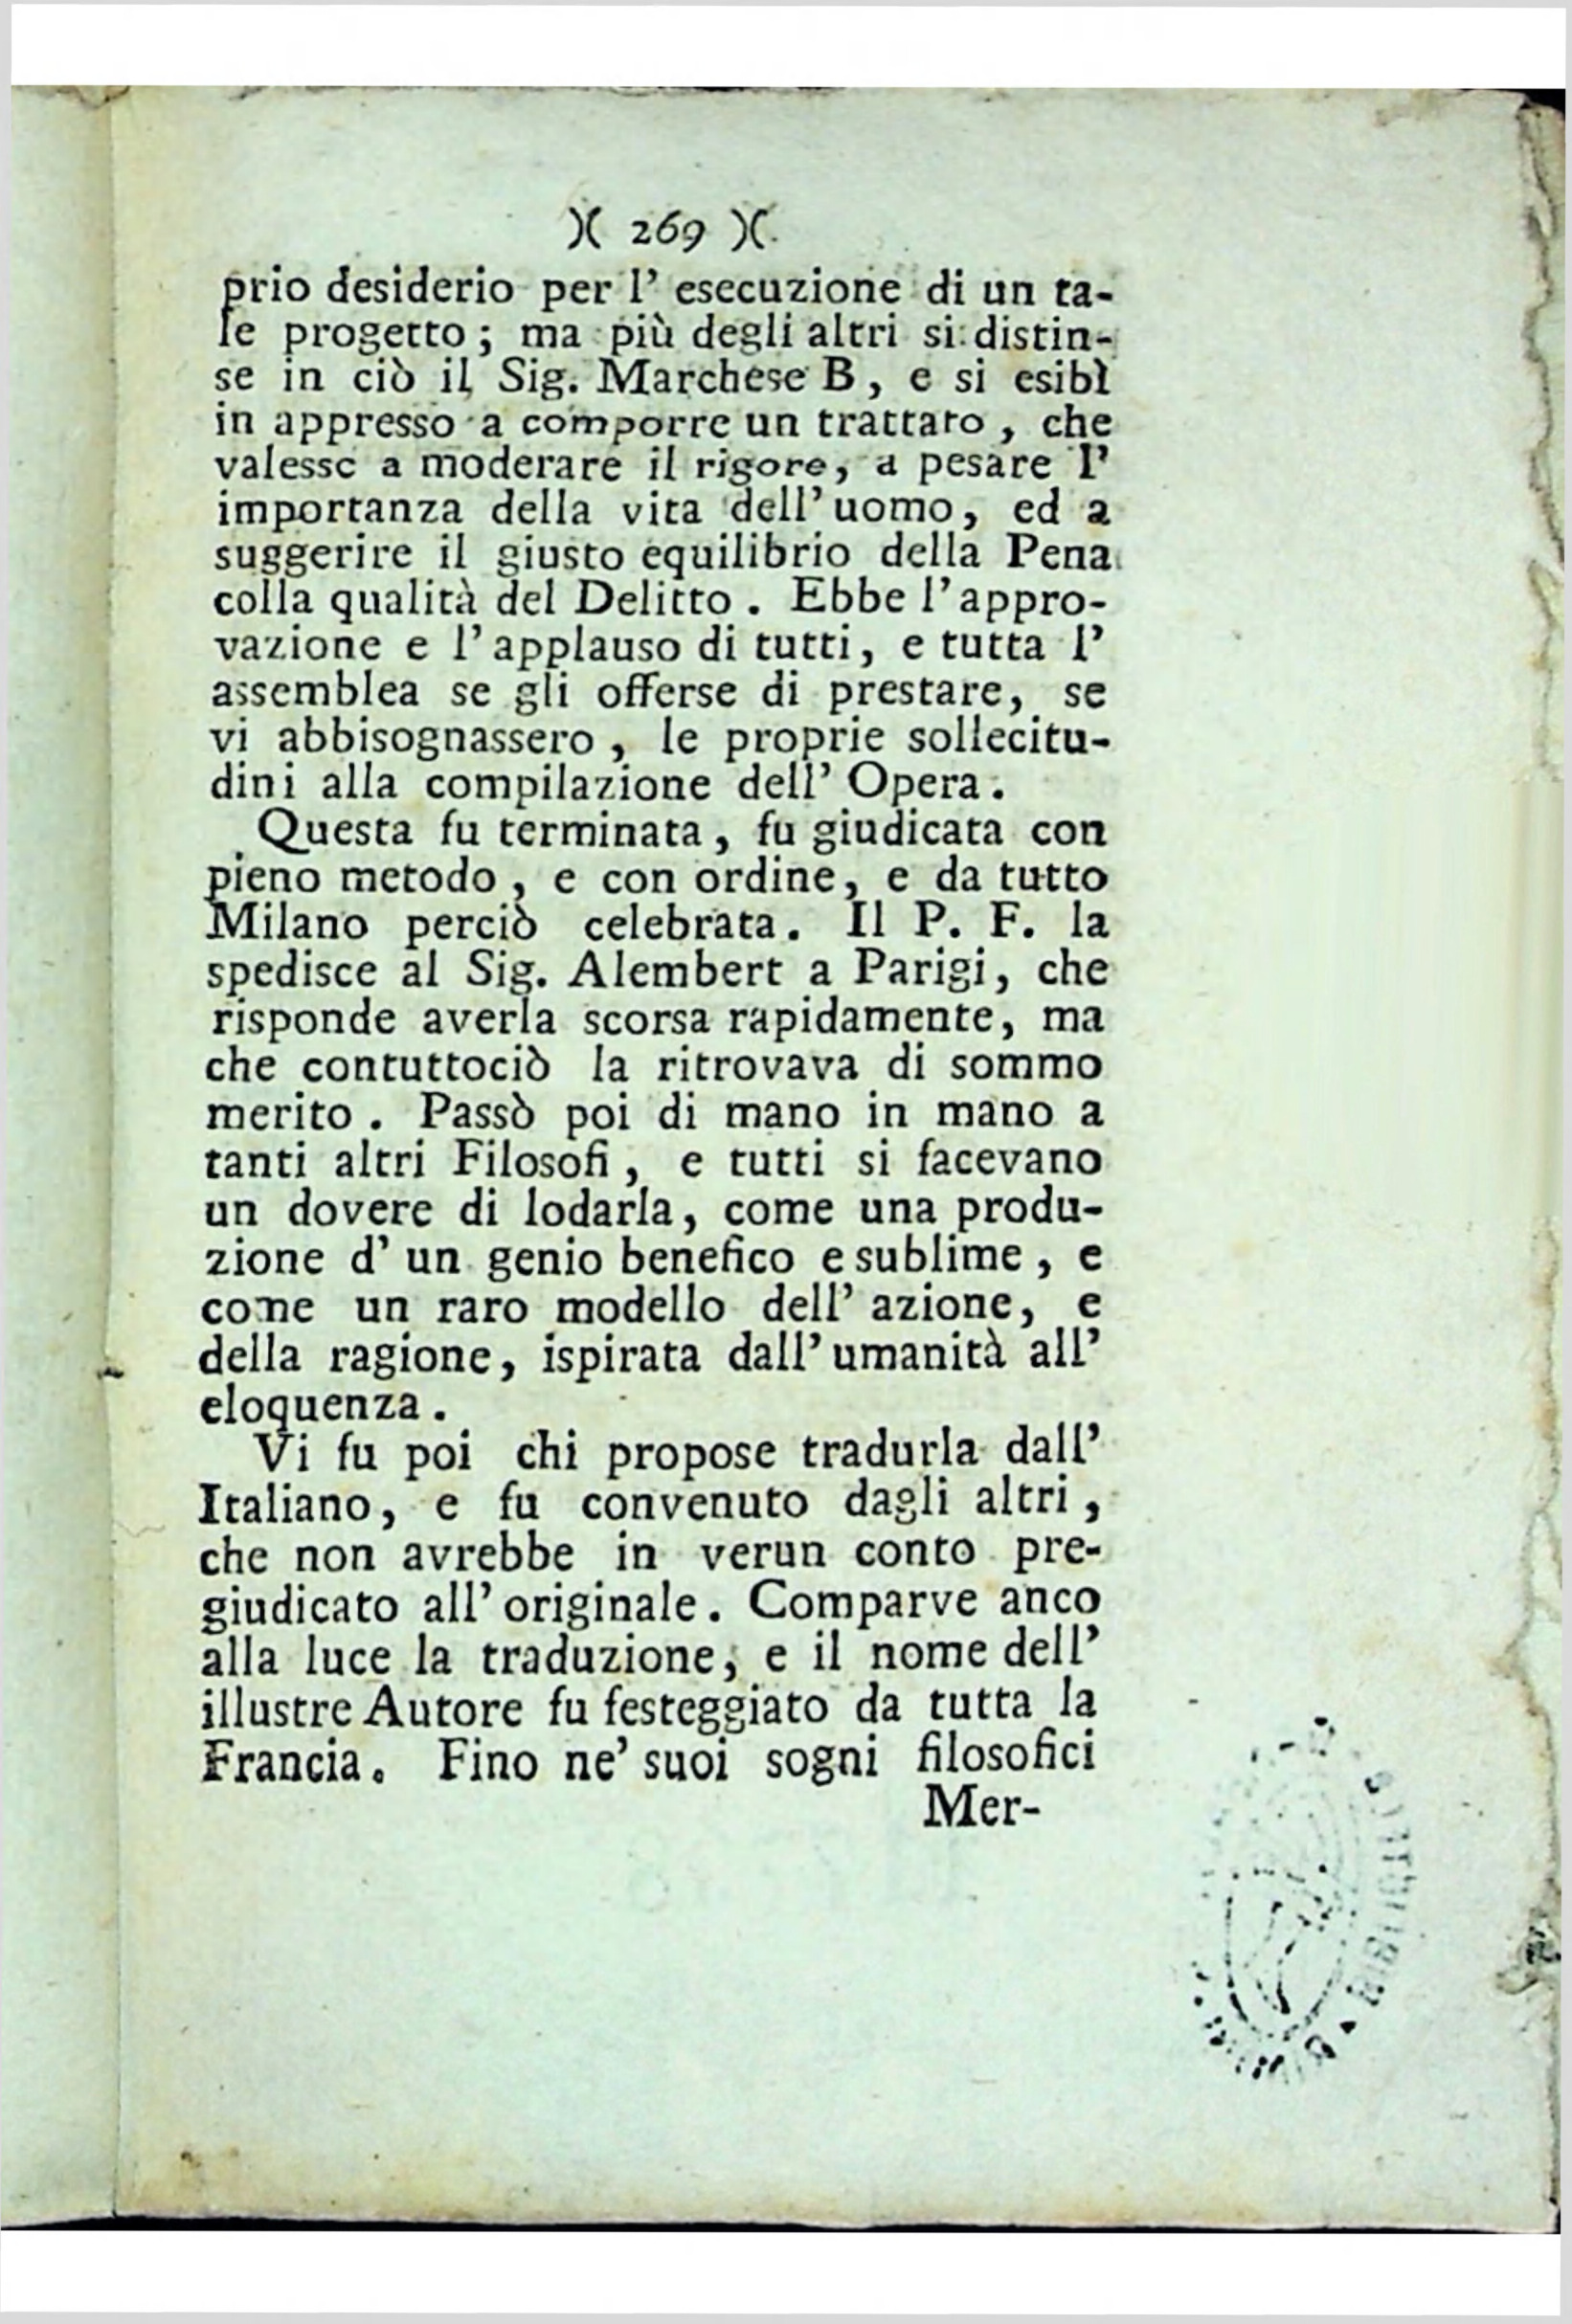 )( 269 )(
prio desiderio per l' esecuzione di un ta-
le progetto; ma più degli altri si distin-
se in ciò il Sig. Marchese B, e si esibì
in appresso a comporre un trattato, che
valesse a moderare il rigore, a pesare l'
importanza della vita dell' uomo, ed a
suggerire il giusto equilibrio della Pena
colla qualità del Delitto. Ebbe l' appro-
vazione e l' applauso di tutti, e tutta l'
assemblea se gli offerse di prestare, se
vi abbisognassero, le proprie sollecitu-
dini alla compilazione dell' Opera.
Questa fu terminata, fu giudicata con
pieno metodo, e con ordine, e da tutto
Milano perciò celebrata. Il P. F. la
spedisce al Sig. Alembert a Parigi, che
risponde averla scorsa rapidamente, ma
che contuttociò la ritrovava di sommo
merito. Passò poi di mano in mano a
tanti altri Filosofi, e tutti si facevano
un dovere di lodarla, come una produ-
zione d' un genio benefico e sublime, e
come un raro modello dell' azione, e
della ragione, ispirata dall' umanità all'
eloquenza.
Vi fu poi chi propose tradurla dall'
Italiano, e fu convenuto dagli altri,
che non avrebbe in verun conto pre-
giudicato all' originale. Comparve anco
alla luce la traduzione, e il nome dell'
illustre Autore fu festeggiato da tutta la
Francia. Fino ne' suoi sogni filosofici
Mer-